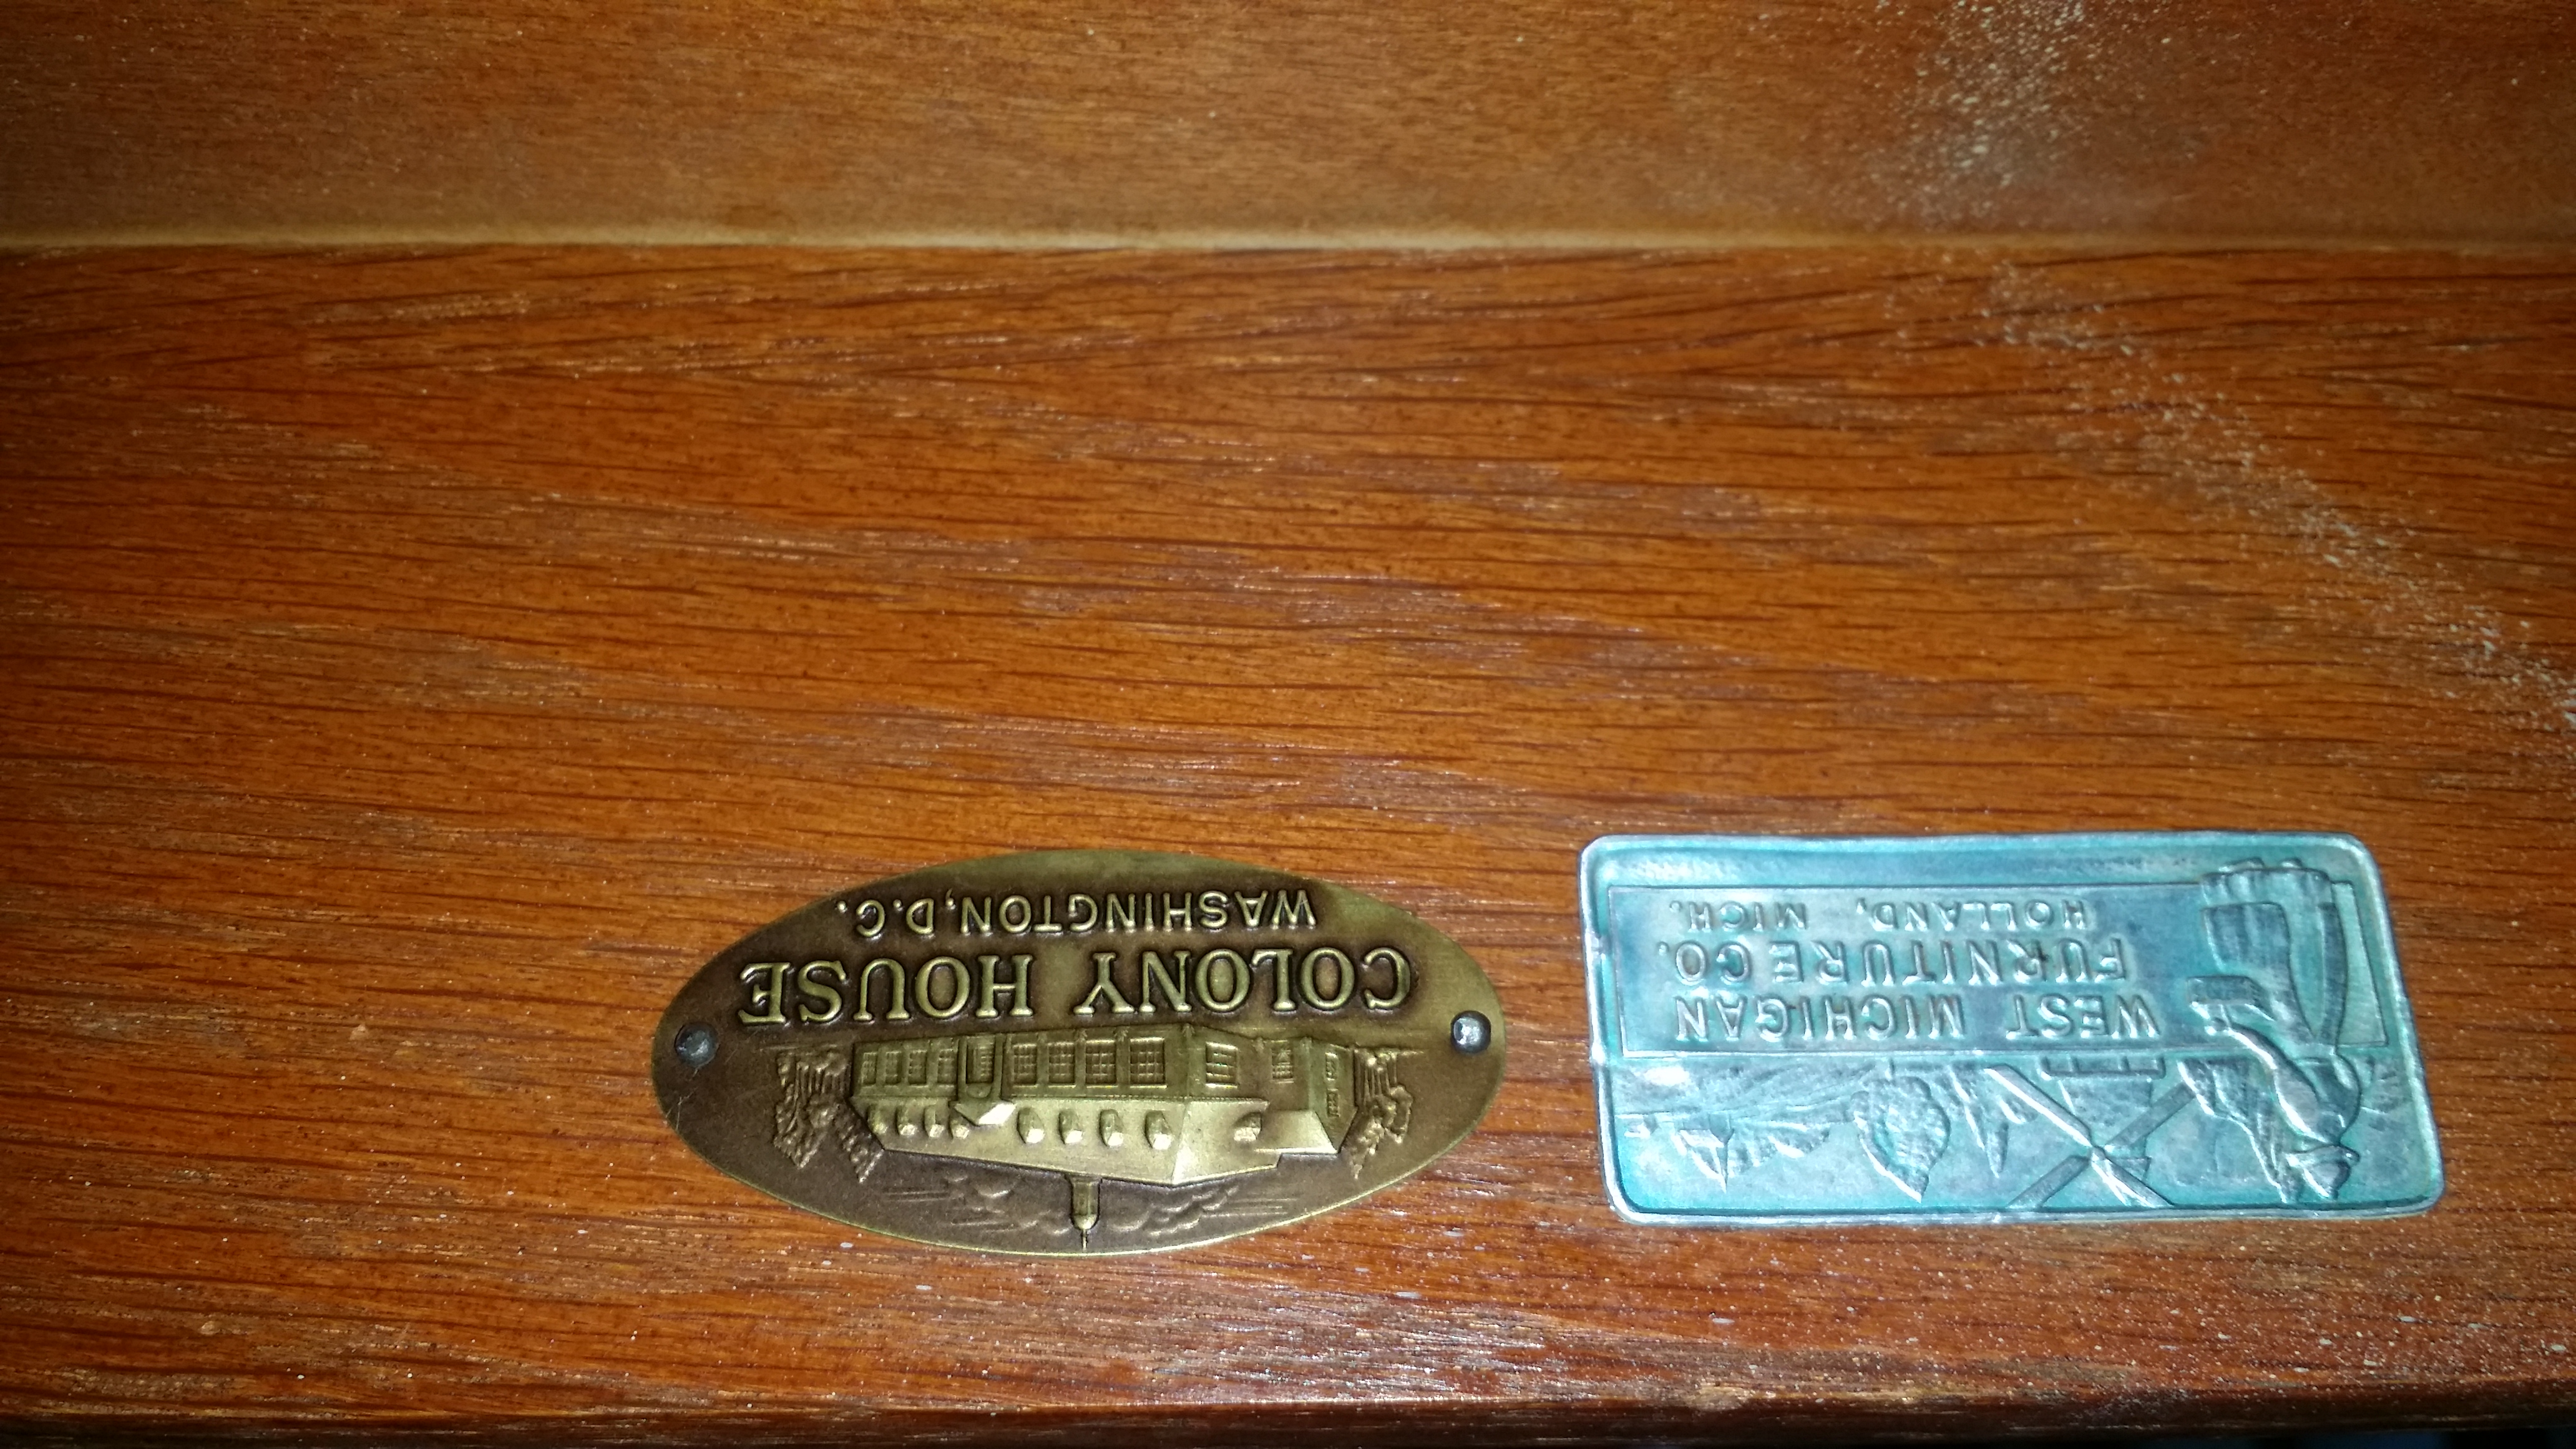 WEST MICHIGAN
FURNITURE CO.
HOLLAND, MICH.
COLONY HOUSE
WASHINGTON, D.C.